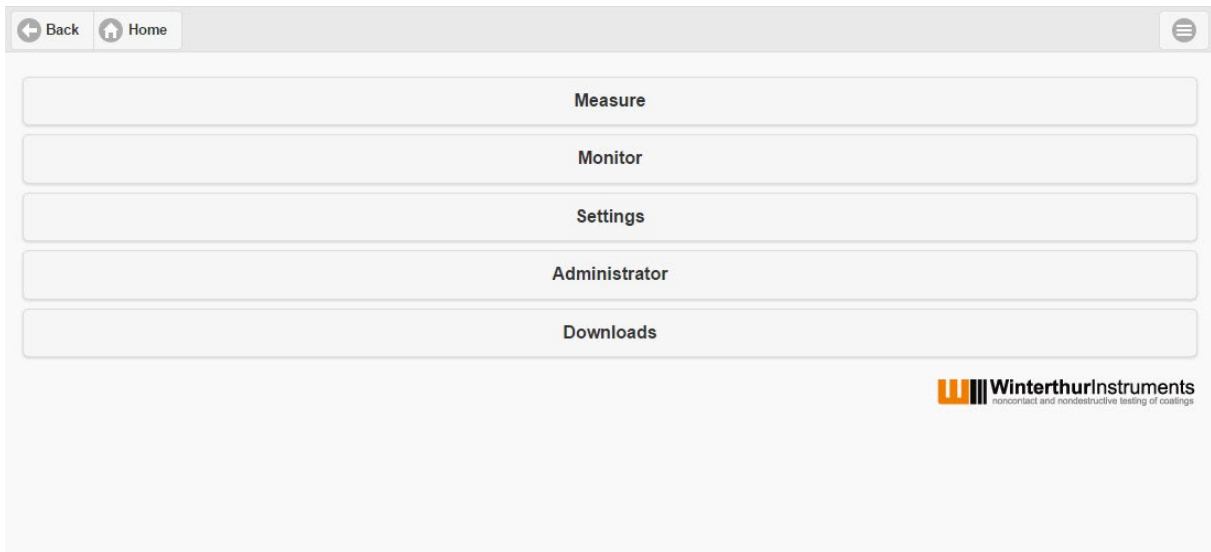 Back Home
Measure
Monitor
Settings
Administrator
Downloads
WinterthurInstruments
noncontact and nondestructive testing of coatings